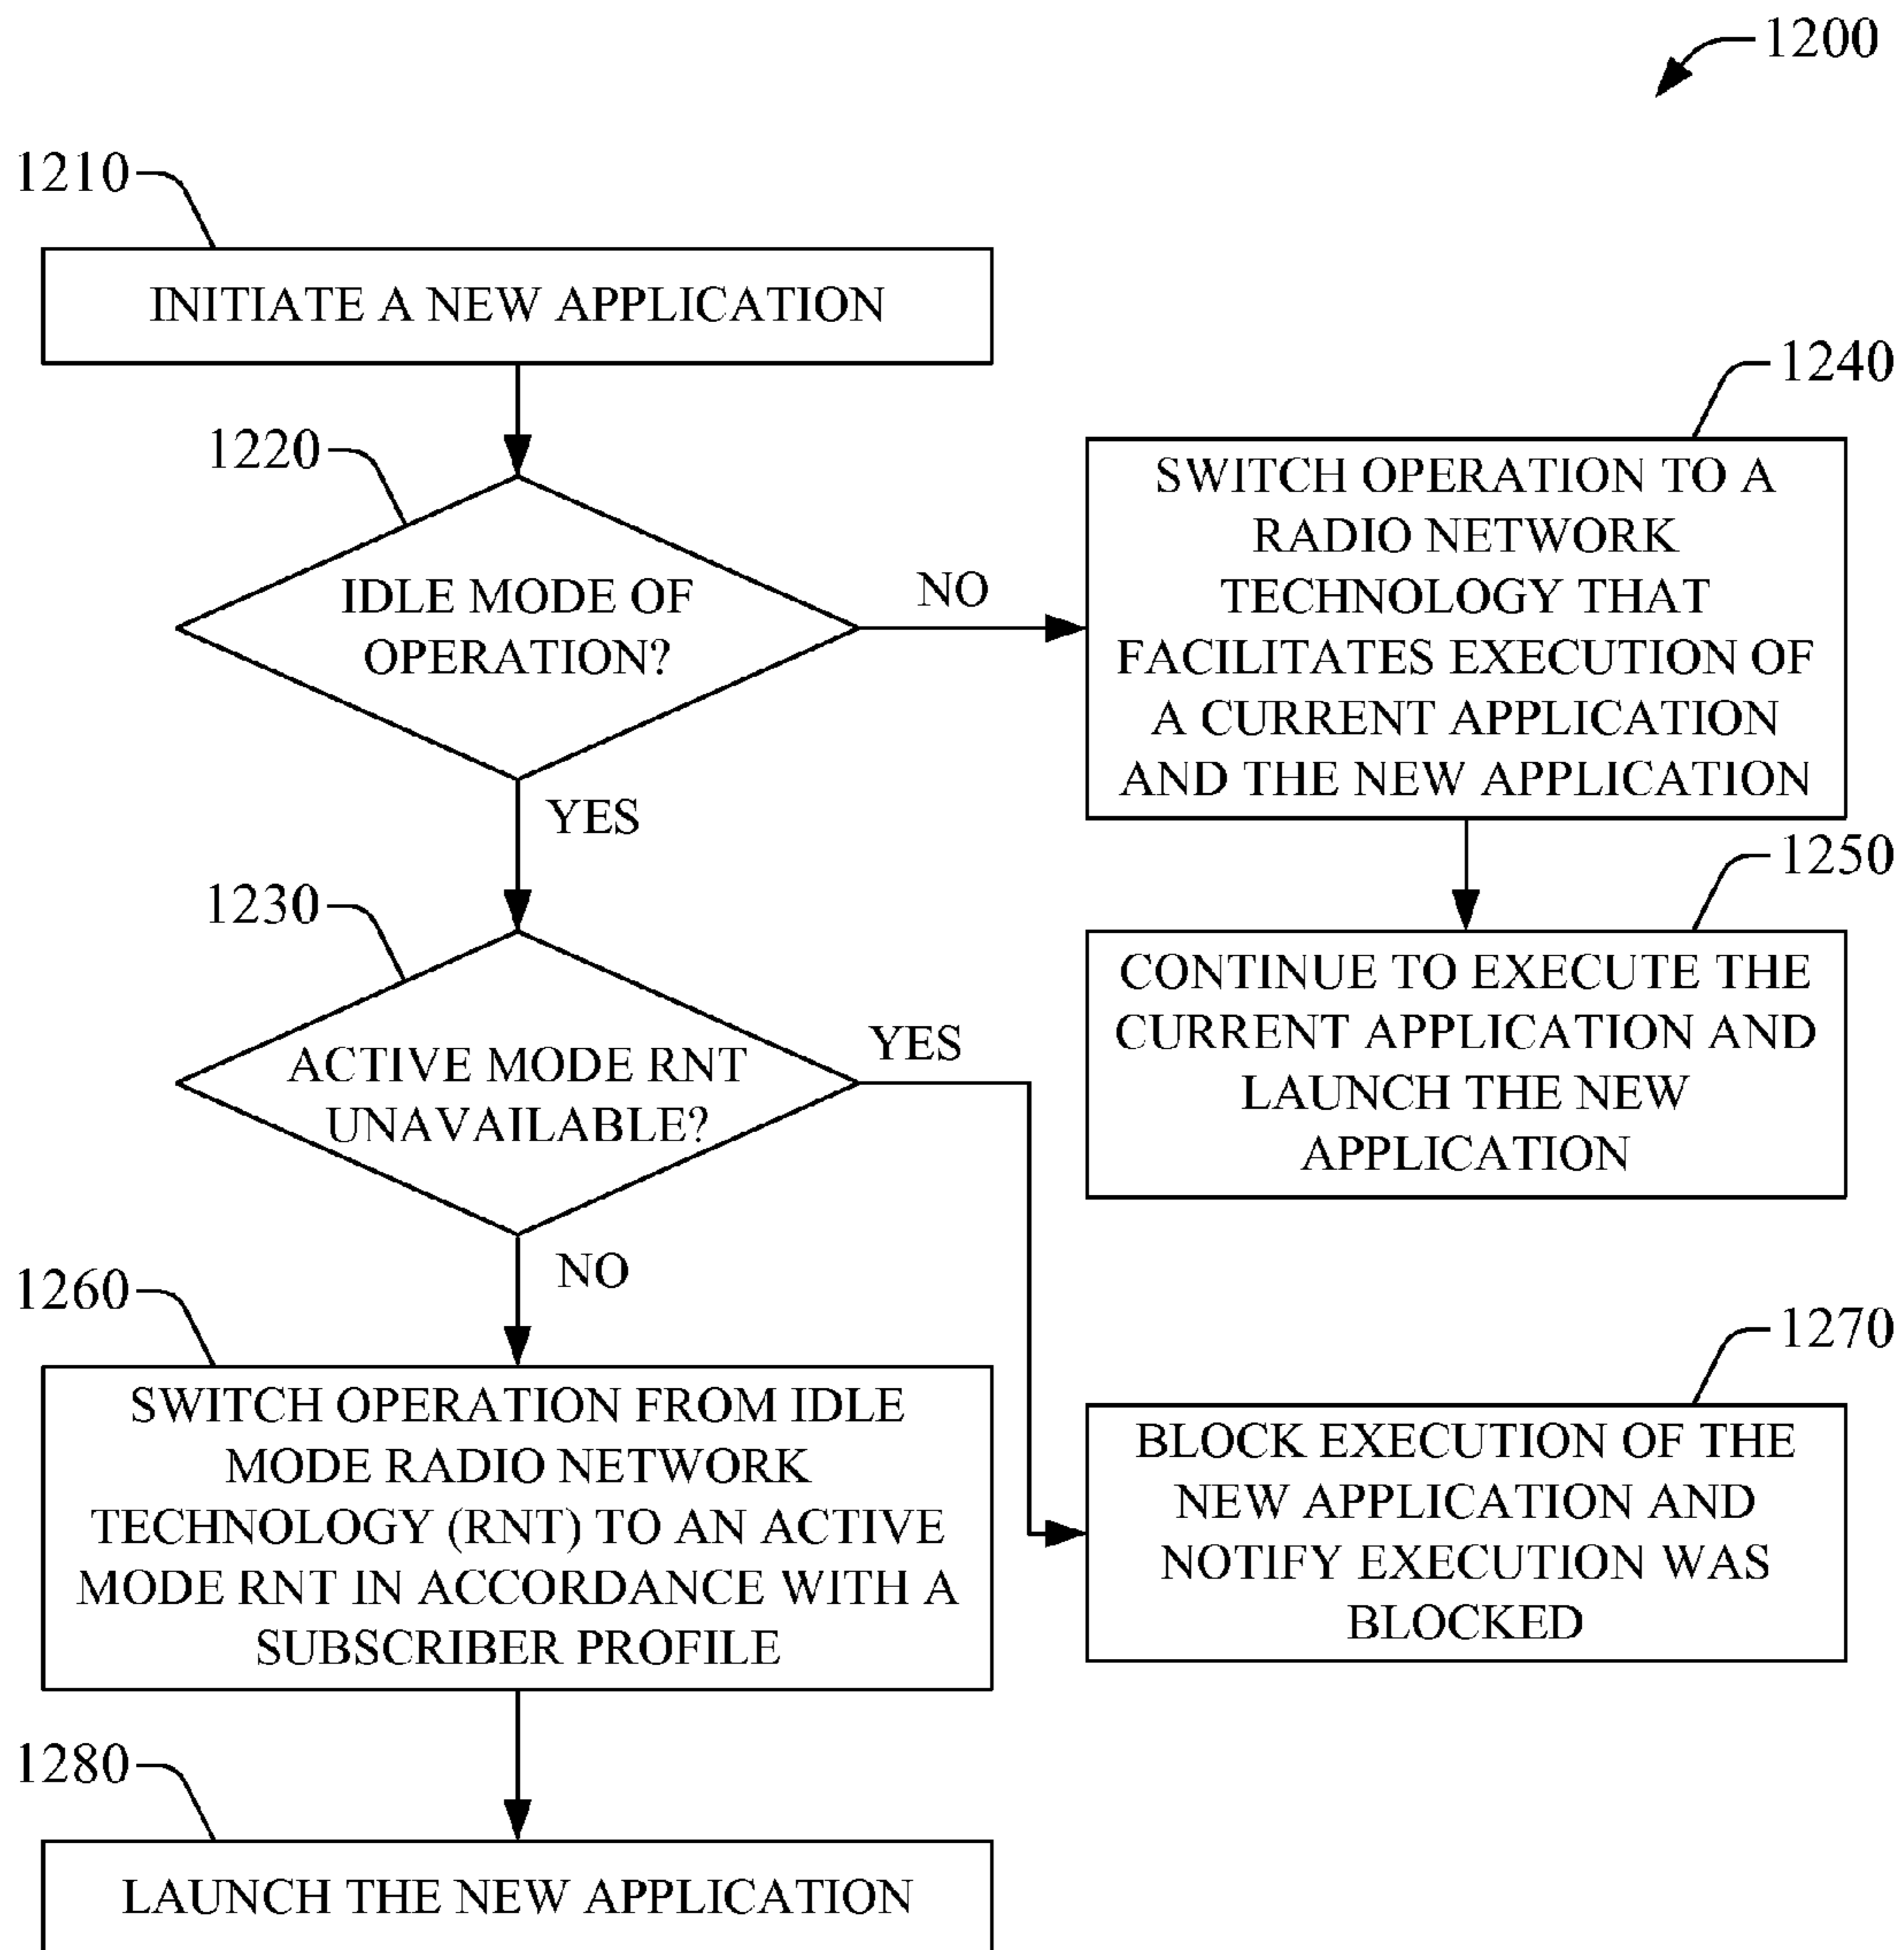 1200
1210
INITIATE A NEW APPLICATION
1220
IDLE MODE OF
OPERATION?
NO
YES
1240
SWITCH OPERATION TO A
RADIO NETWORK
TECHNOLOGY THAT
FACILITATES EXECUTION OF
A CURRENT APPLICATION
AND THE NEW APPLICATION
1250
CONTINUE TO EXECUTE THE
CURRENT APPLICATION AND
LAUNCH THE NEW
APPLICATION
1230
ACTIVE MODE RNT
UNAVAILABLE?
YES
NO
1260
SWITCH OPERATION FROM IDLE
MODE RADIO NETWORK
TECHNOLOGY (RNT) TO AN ACTIVE
MODE RNT IN ACCORDANCE WITH A
SUBSCRIBER PROFILE
1270
BLOCK EXECUTION OF THE
NEW APPLICATION AND
NOTIFY EXECUTION WAS
BLOCKED
1280
LAUNCH THE NEW APPLICATION